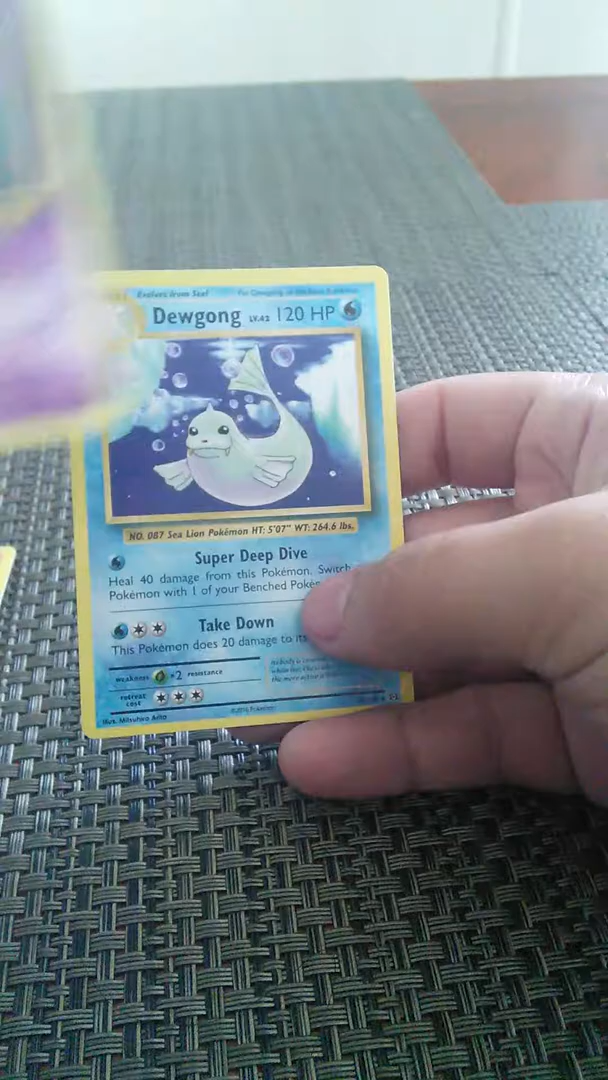 Evolves from Seel
Dewgong LV.42 120 HP
NO. 087 Sea Lion Pokémon HT: 5'07" WT: 264.6 lbs.
Super Deep Dive
Heal 40 damage from this Pokémon. Switch
Pokémon with 1 of your Benched Poké
Take Down
This Pokémon does 20 damage to its
weakness ×2 resistance
retreat
cost
Illus. Mitsuhiro Arita
©2016 Pokémon